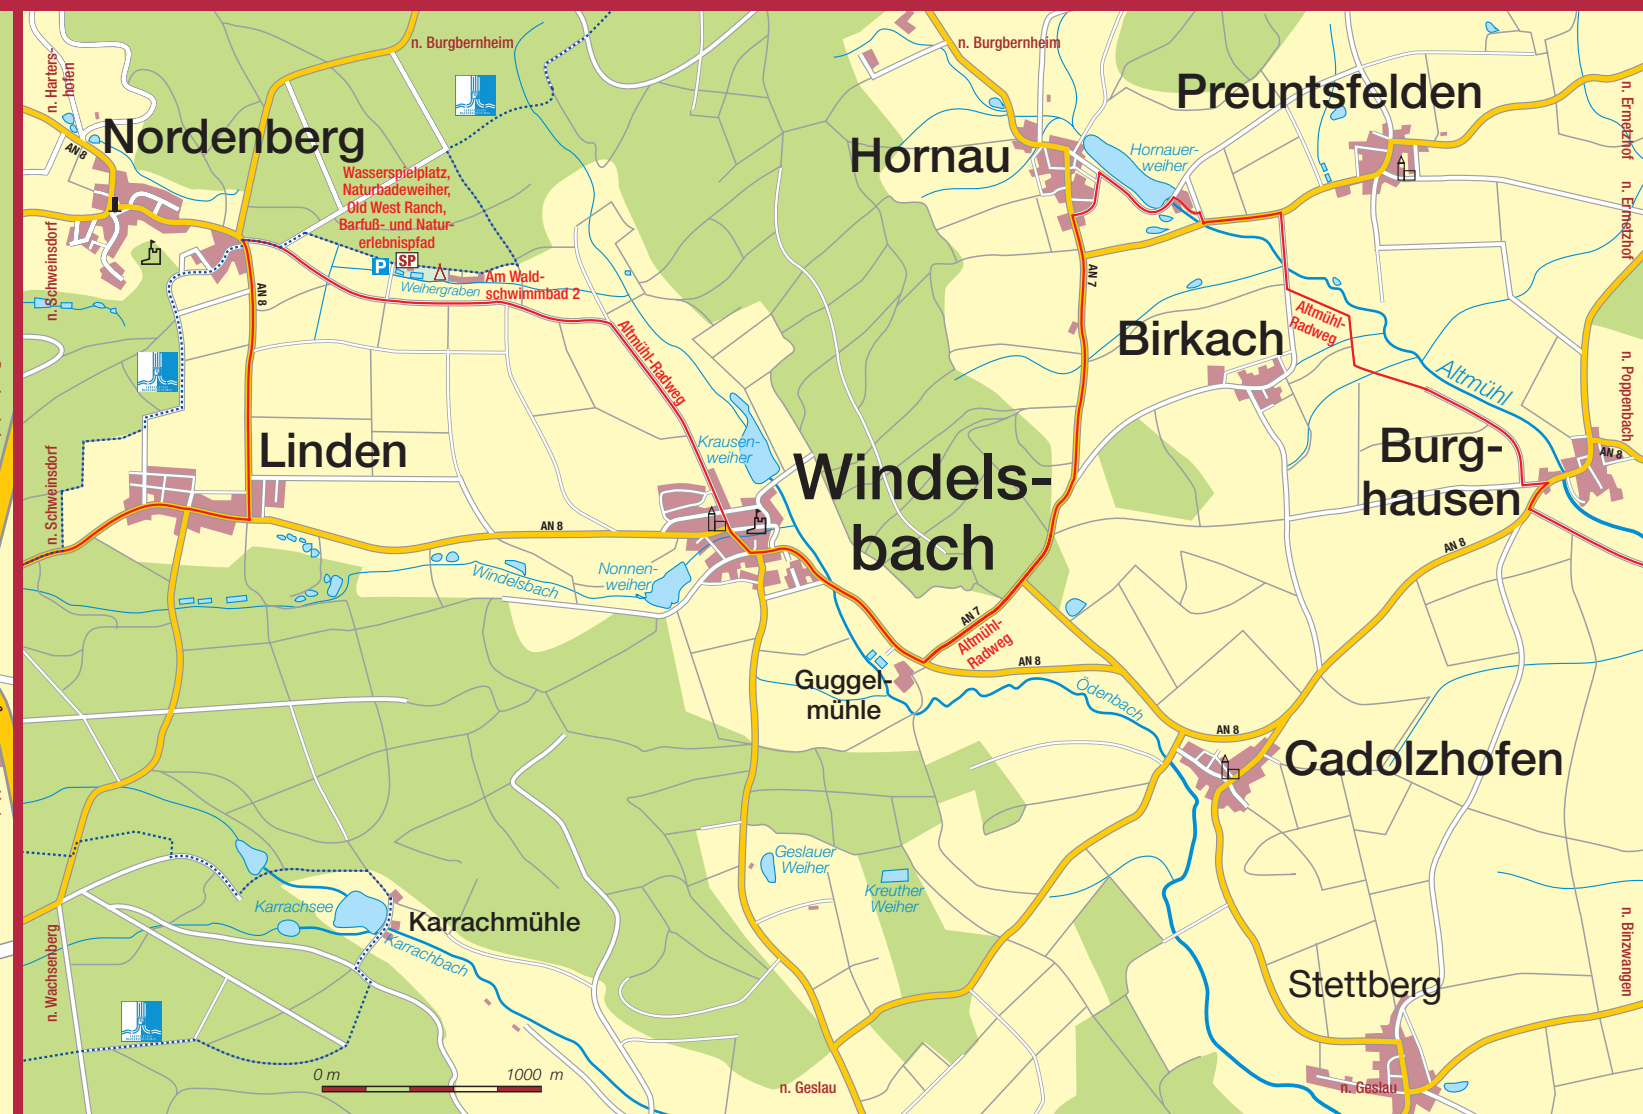 n. Burgbernheim
n. Burgbernheim
n. Harters-
hofen
AN 8
Nordenberg
Preuntsfelden
n. Ermetzhof
Hornau
Hornauer-
weiher
Wasserspielplatz,
Naturbadeweiher,
Old West Ranch,
Barfuß- und Natur-
erlebnispfad
P
SP
Am Wald-
schwimmbad 2
Weihergraben
n. Ermetzhof
n. Schweinsdorf
AN 8
AN 7
Altmühl-Radweg
Birkach
Altmühl-
Radweg
Altmühl
n. Poppenbach
Linden
Krausen-
weiher
Windels-
bach
Burg-
hausen
AN 8
n. Schweinsdorf
AN 8
AN 8
Windelsbach
Nonnen-
weiher
AN 7
Altmühl-
Radweg
AN 8
Guggel-
mühle
Ödenbach
AN 8
Cadolzhofen
Geslauer
Weiher
Kreuther
Weiher
Karrachsee
Karrachmühle
Karrachbach
n. Wachsenberg
n. Binzwangen
Stettberg
0 m
1000 m
n. Geslau
n. Geslau